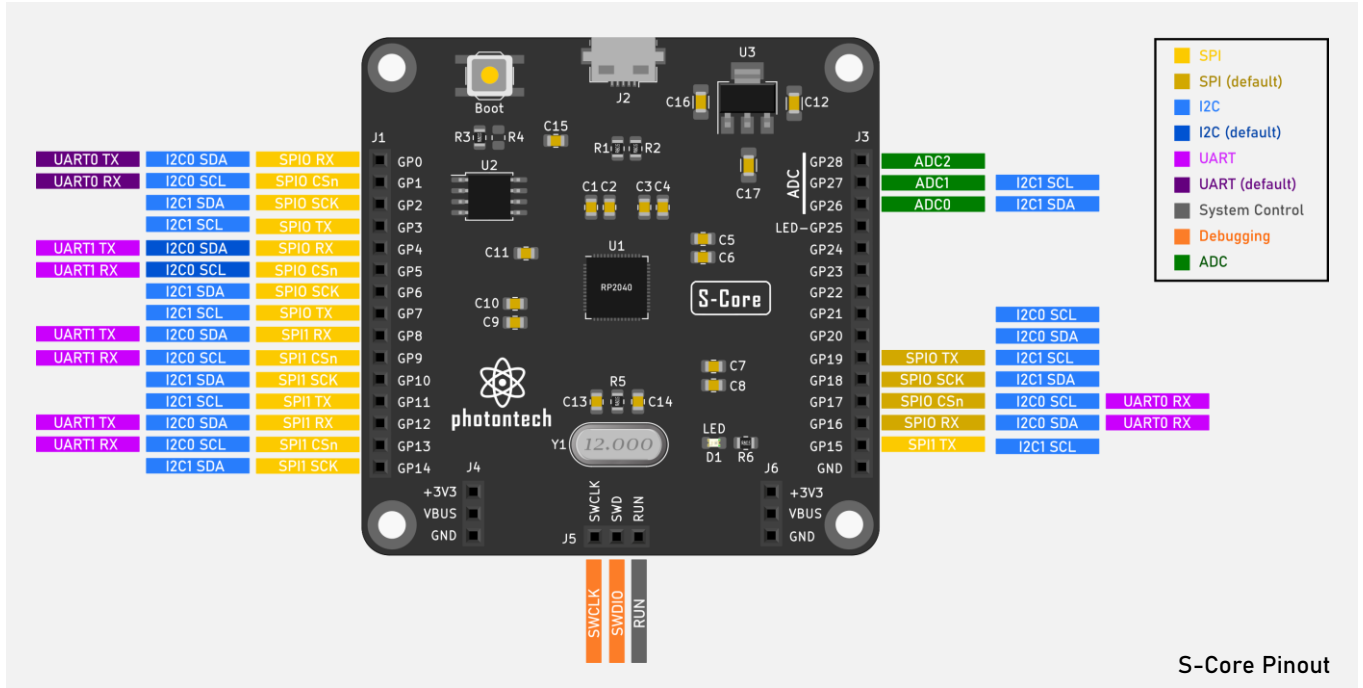 U3
J2
Boot
C16
C12
R3
R4
C15
J1
R1
R2
J3
U2
C17
C1 C2
C3 C4
ADC
UART0 TX I2C0 SDA SPI0 RX GP0
UART0 RX I2C0 SCL SPI0 CSn GP1
I2C1 SDA SPI0 SCK GP2
I2C1 SCL SPI0 TX GP3
UART1 TX I2C0 SDA SPI0 RX GP4
UART1 RX I2C0 SCL SPI0 CSn GP5
I2C1 SDA SPI0 SCK GP6
I2C1 SCL SPI0 TX GP7
UART1 TX I2C0 SDA SPI1 RX GP8
UART1 RX I2C0 SCL SPI1 CSn GP9
I2C1 SDA SPI1 SCK GP10
I2C1 SCL SPI1 TX GP11
UART1 TX I2C0 SDA SPI1 RX GP12
UART1 RX I2C0 SCL SPI1 CSn GP13
I2C1 SDA SPI1 SCK GP14
C11
U1
RP2040
C5
C6
S-Core
C10
C9
C7
C8
photontech
R5
C13
C14
Y1
12.000
LED
D1
R6
GP28 ADC2
GP27 ADC1 I2C1 SCL
GP26 ADC0 I2C1 SDA
LED-GP25
GP24
GP23
GP22
GP21 I2C0 SCL
GP20 I2C0 SDA
GP19 SPI0 TX I2C1 SCL
GP18 SPI0 SCK I2C1 SDA
GP17 SPI0 CSn I2C0 SCL UART0 RX
GP16 SPI0 RX I2C0 SDA UART0 RX
GP15 SPI1 TX I2C1 SCL
GND
J4
+3V3
VBUS
GND
J5
SWCLK
SWD
RUN
J6
+3V3
VBUS
GND
SWCLK
SWDIO
RUN
SPI
SPI (default)
I2C
I2C (default)
UART
UART (default)
System Control
Debugging
ADC
S-Core Pinout